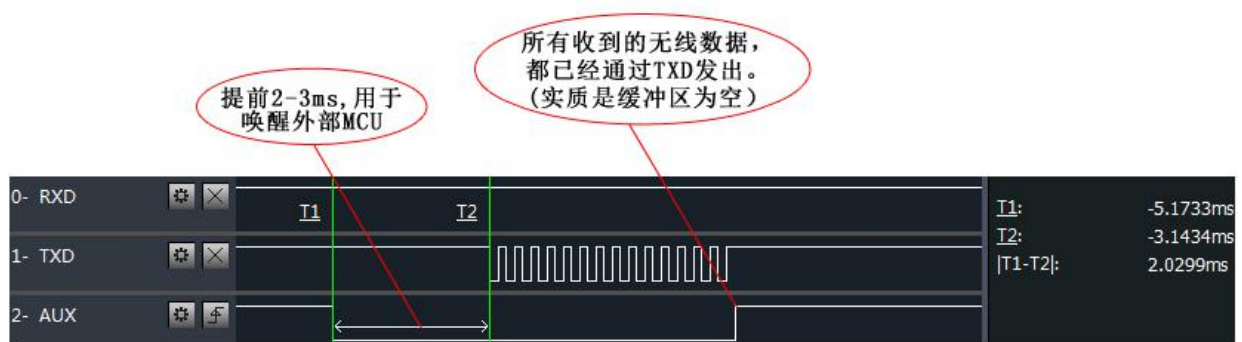 所有收到的无线数据，
都已经通过TXD发出。
(实质是缓冲区为空)
提前2-3ms,用于
唤醒外部MCU
0- RXD
T1
T2
1- TXD
2- AUX
T1: -5.1733ms
T2: -3.1434ms
|T1-T2|: 2.0299ms